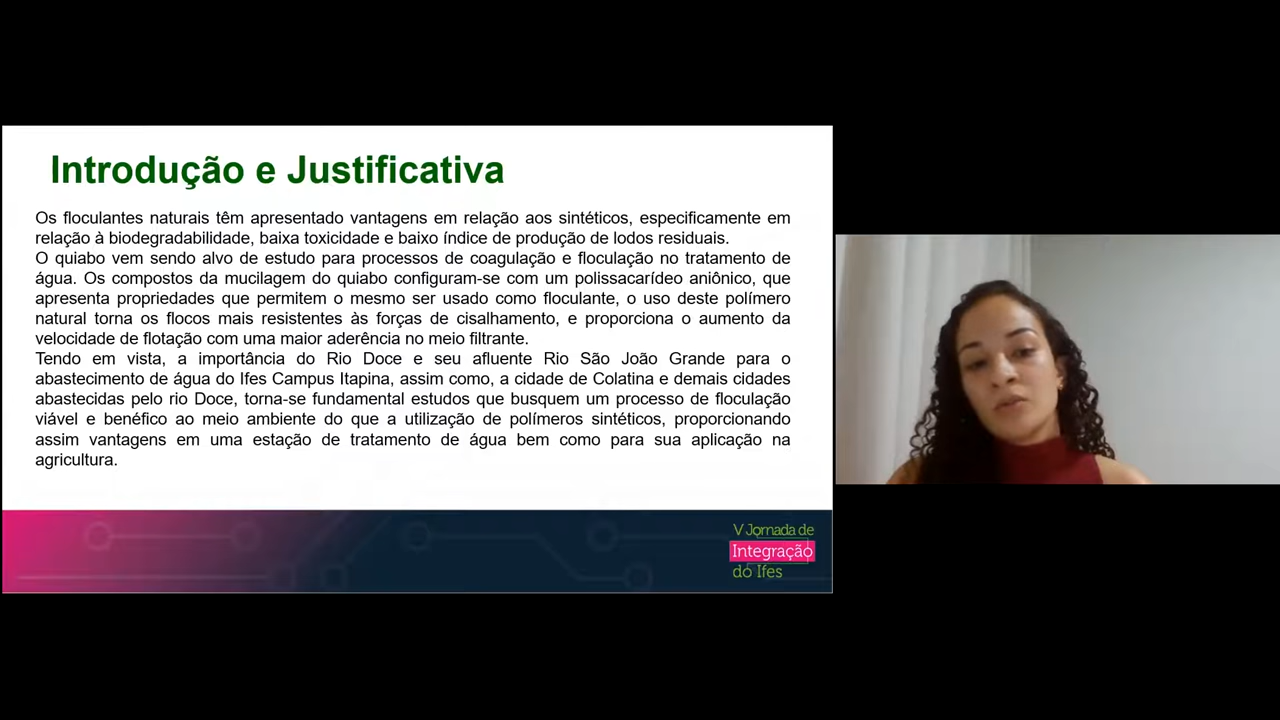 Introdução e Justificativa
Os floculantes naturais têm apresentado vantagens em relação aos sintéticos, especificamente em
relação à biodegradabilidade, baixa toxicidade e baixo índice de produção de lodos residuais.
O quiabo vem sendo alvo de estudo para processos de coagulação e floculação no tratamento de
água. Os compostos da mucilagem do quiabo configuram-se com um polissacarídeo aniônico, que
apresenta propriedades que permitem o mesmo ser usado como floculante, o uso deste polímero
natural torna os flocos mais resistentes às forças de cisalhamento, e proporciona o aumento da
velocidade de flotação com uma maior aderência no meio filtrante.
Tendo em vista, a importância do Rio Doce e seu afluente Rio São João Grande para o
abastecimento de água do Ifes Campus Itapina, assim como, a cidade de Colatina e demais cidades
abastecidas pelo rio Doce, torna-se fundamental estudos que busquem um processo de floculação
viável e benéfico ao meio ambiente do que a utilização de polímeros sintéticos, proporcionando
assim vantagens em uma estação de tratamento de água bem como para sua aplicação na
agricultura.
V Jornada de
Integração
do Ifes